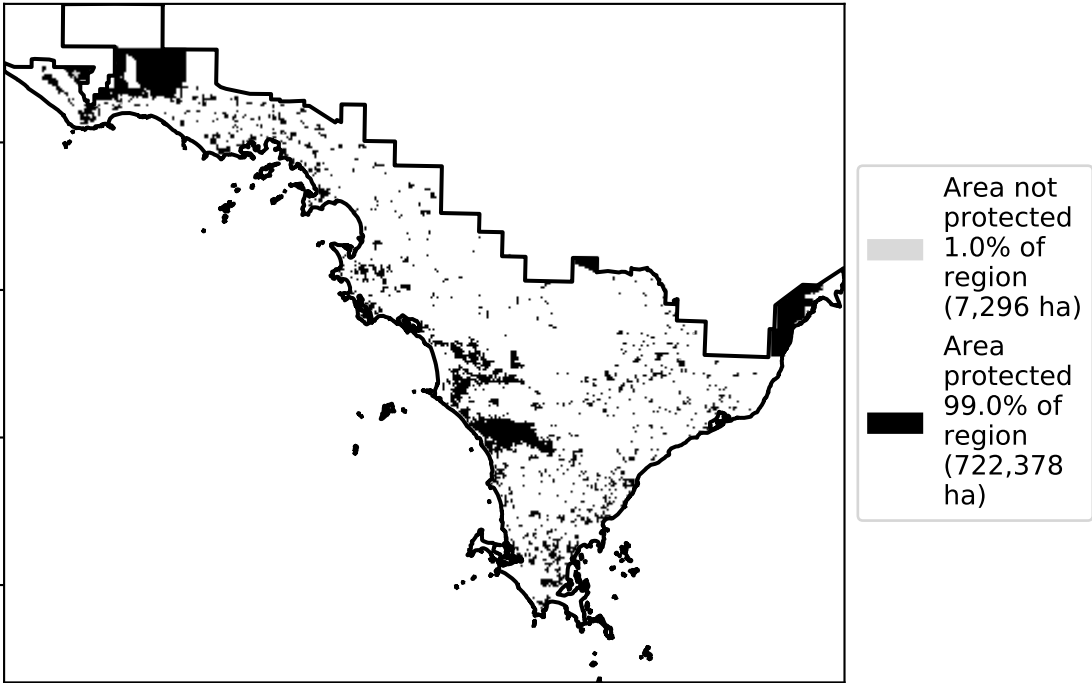 Area not
protected
1.0% of
region
(7,296 ha)
Area
protected
99.0% of
region
(722,378
ha)